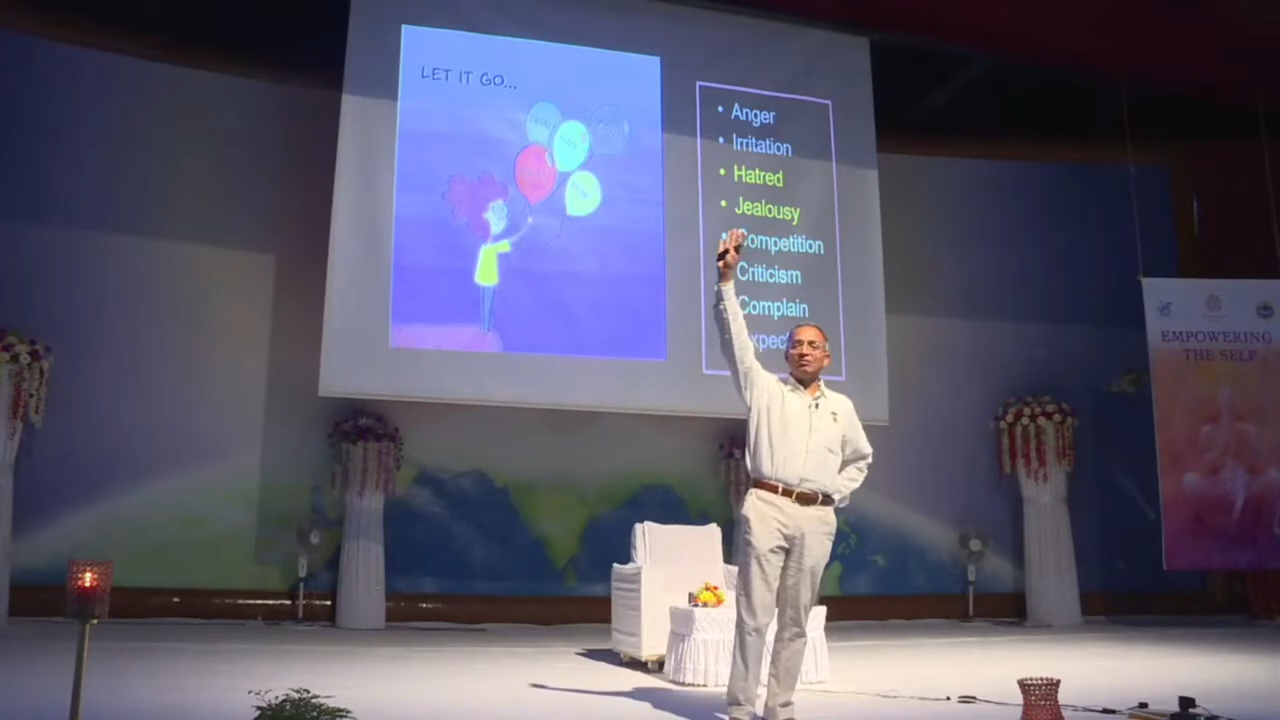 LET IT GO...
• Anger
• Irritation
• Hatred
• Jealousy
Competition
Criticism
Complain
EMPOWERING
THE SELF